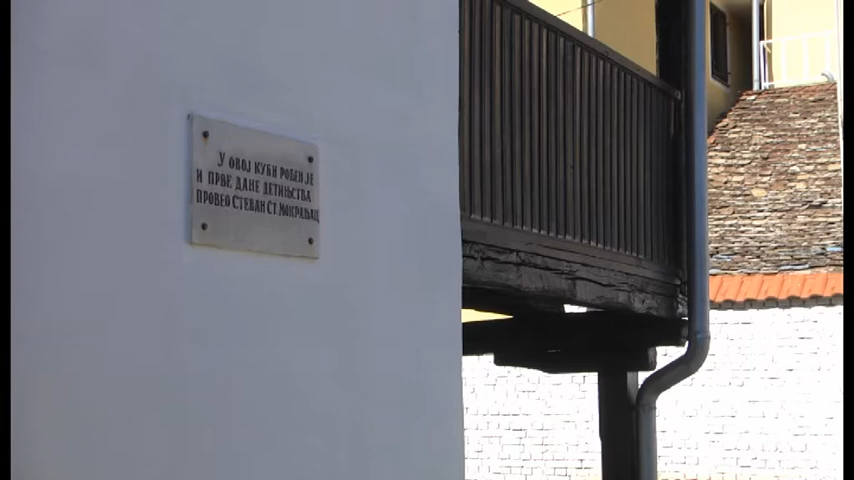 У ОВОЈ КУЋИ РОЂЕН ЈЕ
И ПРВЕ ДАНЕ ДЕТИЊСТВА
ПРОВЕО СТЕВАН СТ. МОКРАЊАЦ